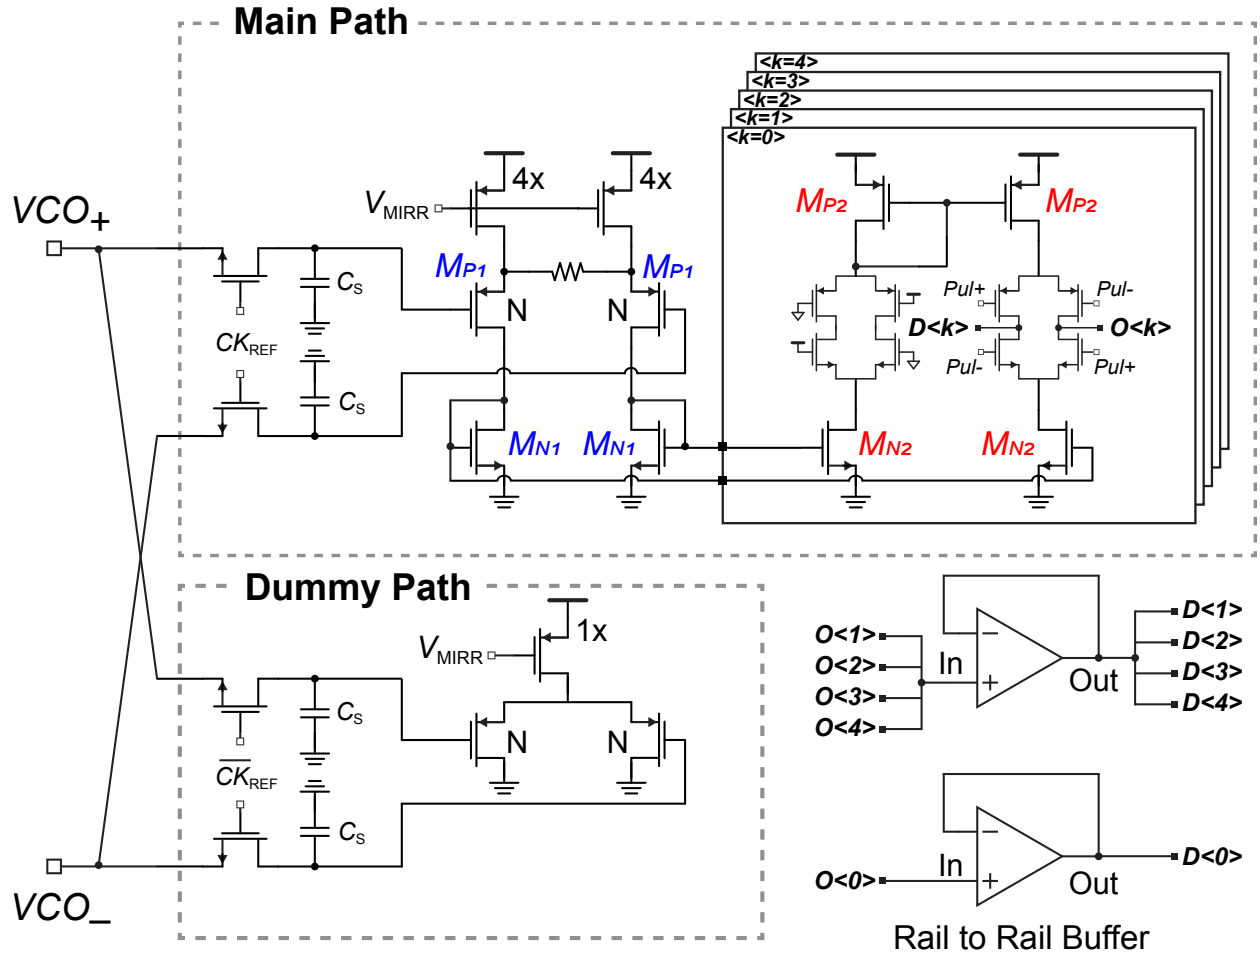 Main Path
<k=4>
<k=3>
<k=2>
<k=1>
<k=0>
4x
4x
VMIRR
MP2
MP2
VCO+
MP1
MP1
CS
N
N
Pul+
Pul-
D<k>
O<k>
CKREF
Pul-
Pul+
CS
MN1
MN1
MN2
MN2
Dummy Path
1x
VMIRR
O<1>
O<2>
O<3>
O<4>
In
−
+
Out
D<1>
D<2>
D<3>
D<4>
CS
N
N
CKREF
CS
VCO_
O<0>
In
−
+
Out
D<0>
Rail to Rail Buffer